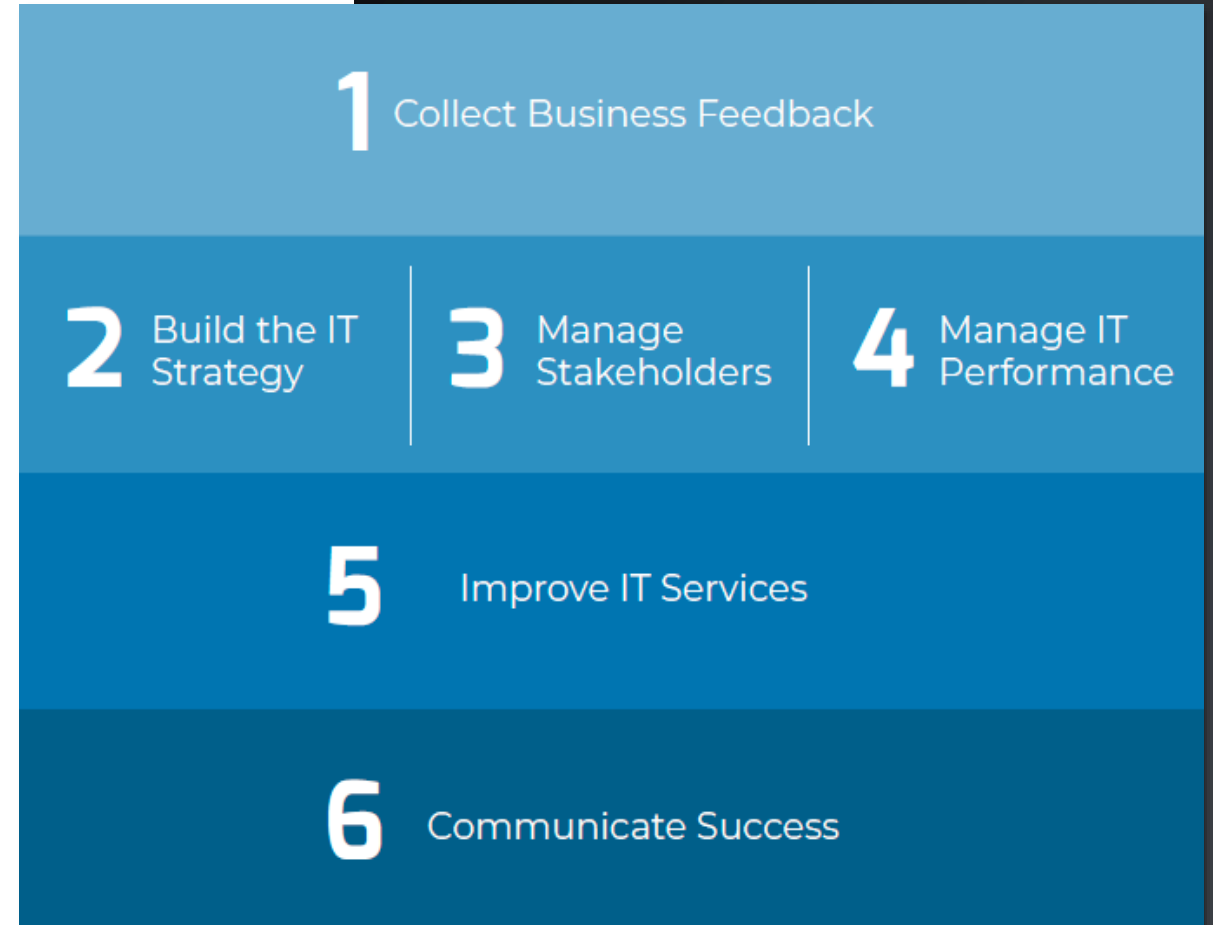 1 Collect Business Feedback
2 Build the IT
Strategy
3 Manage
Stakeholders
4 Manage IT
Performance
5 Improve IT Services
6 Communicate Success